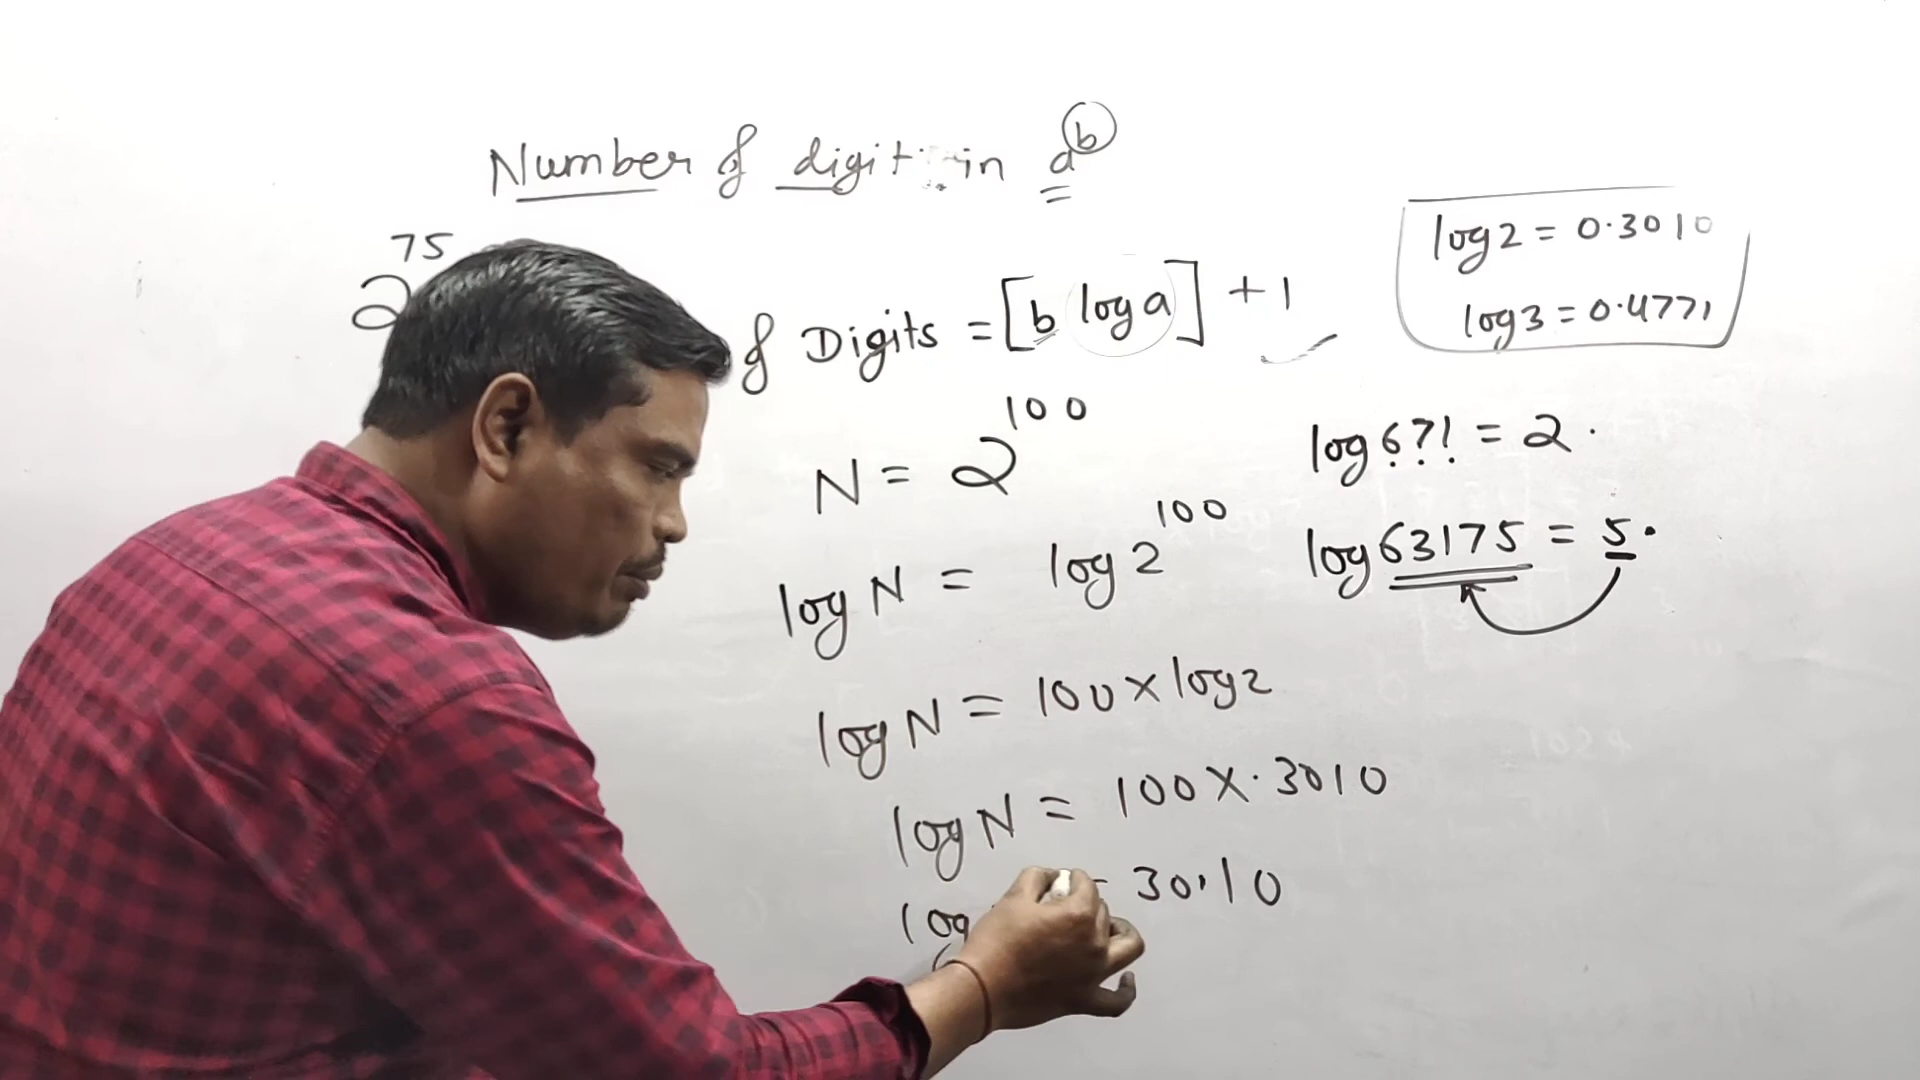 Number of digit in a^b
2^75
of Digits = [b log a] + 1
log 2 = 0.3010
log 3 = 0.4771
N = 2^100
log 6?! = 2.
log N = log 2^100
log 63175 = 5.
log N = 100 × log 2
log N = 100 × .3010
log = 30.10